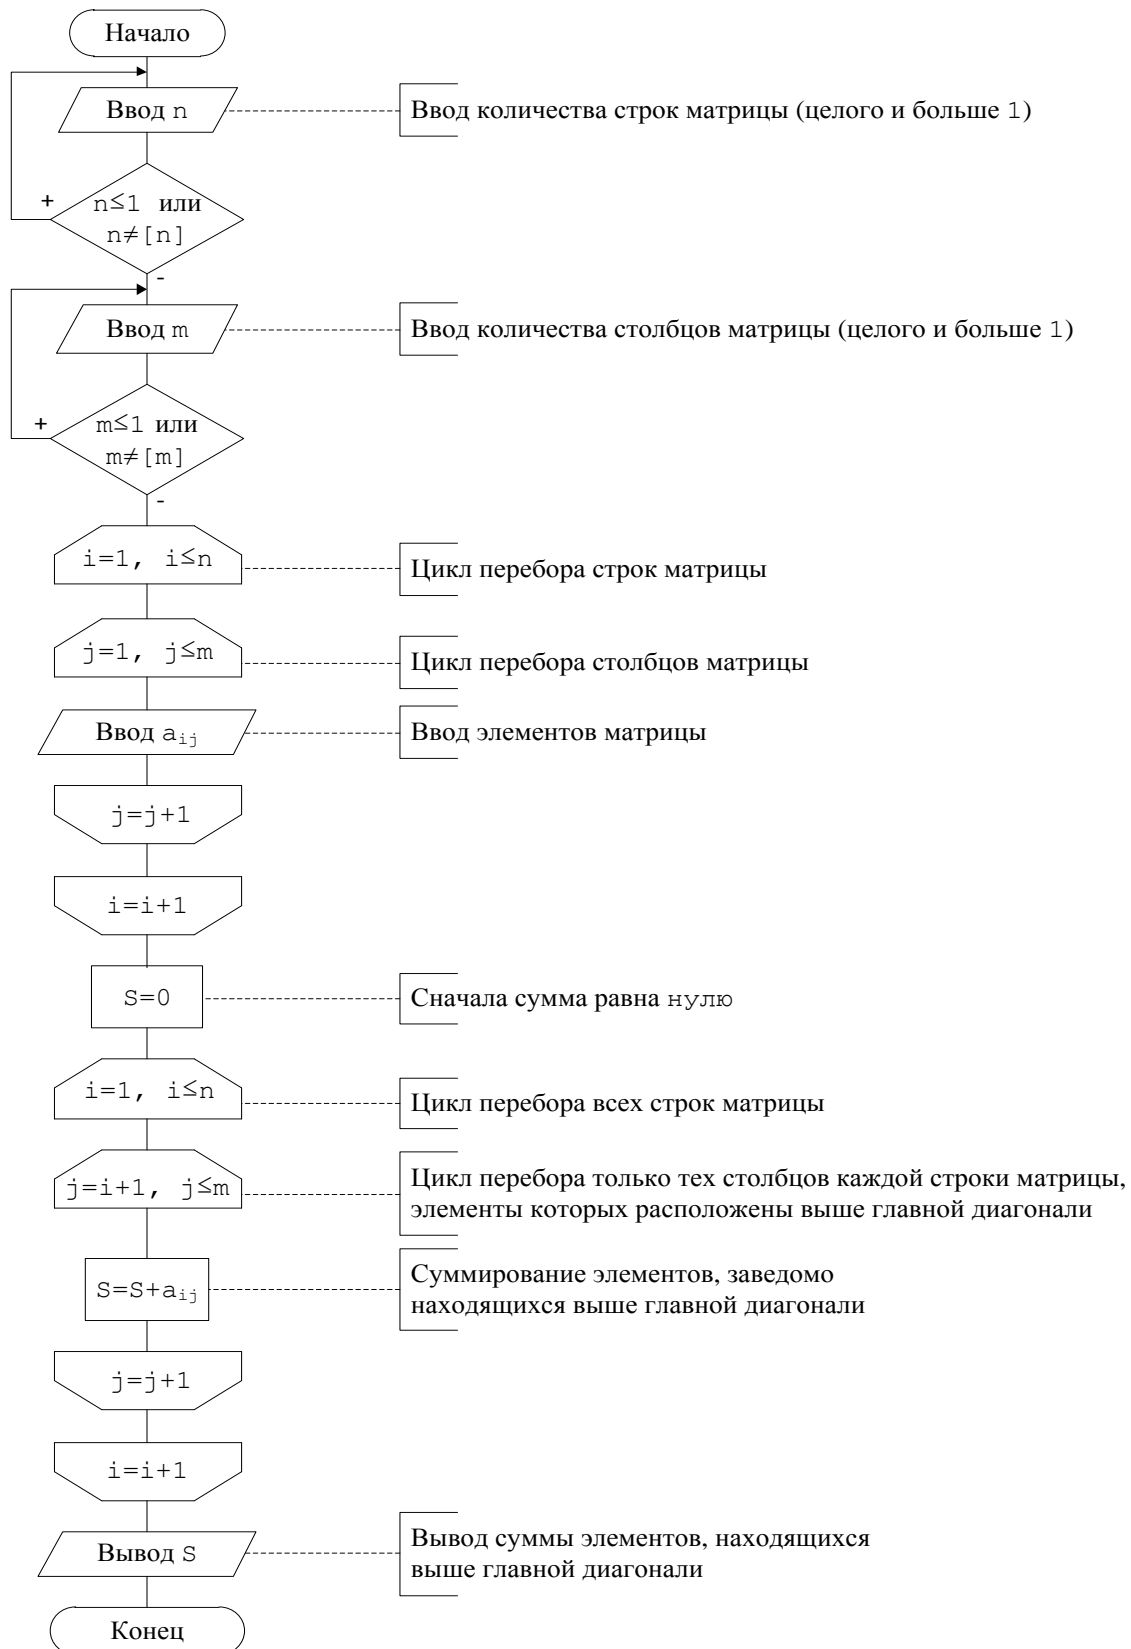 Начало
Ввод n
Ввод количества строк матрицы (целого и больше 1)
+
n≤1 или
n≠[n]
-
Ввод m
Ввод количества столбцов матрицы (целого и больше 1)
+
m≤1 или
m≠[m]
-
i=1, i≤n
Цикл перебора строк матрицы
j=1, j≤m
Цикл перебора столбцов матрицы
Ввод aij
Ввод элементов матрицы
j=j+1
i=i+1
S=0
Сначала сумма равна нулю
i=1, i≤n
Цикл перебора всех строк матрицы
j=i+1, j≤m
Цикл перебора только тех столбцов каждой строки матрицы,
элементы которых расположены выше главной диагонали
S=S+aij
Суммирование элементов, заведомо
находящихся выше главной диагонали
j=j+1
i=i+1
Вывод S
Вывод суммы элементов, находящихся
выше главной диагонали
Конец